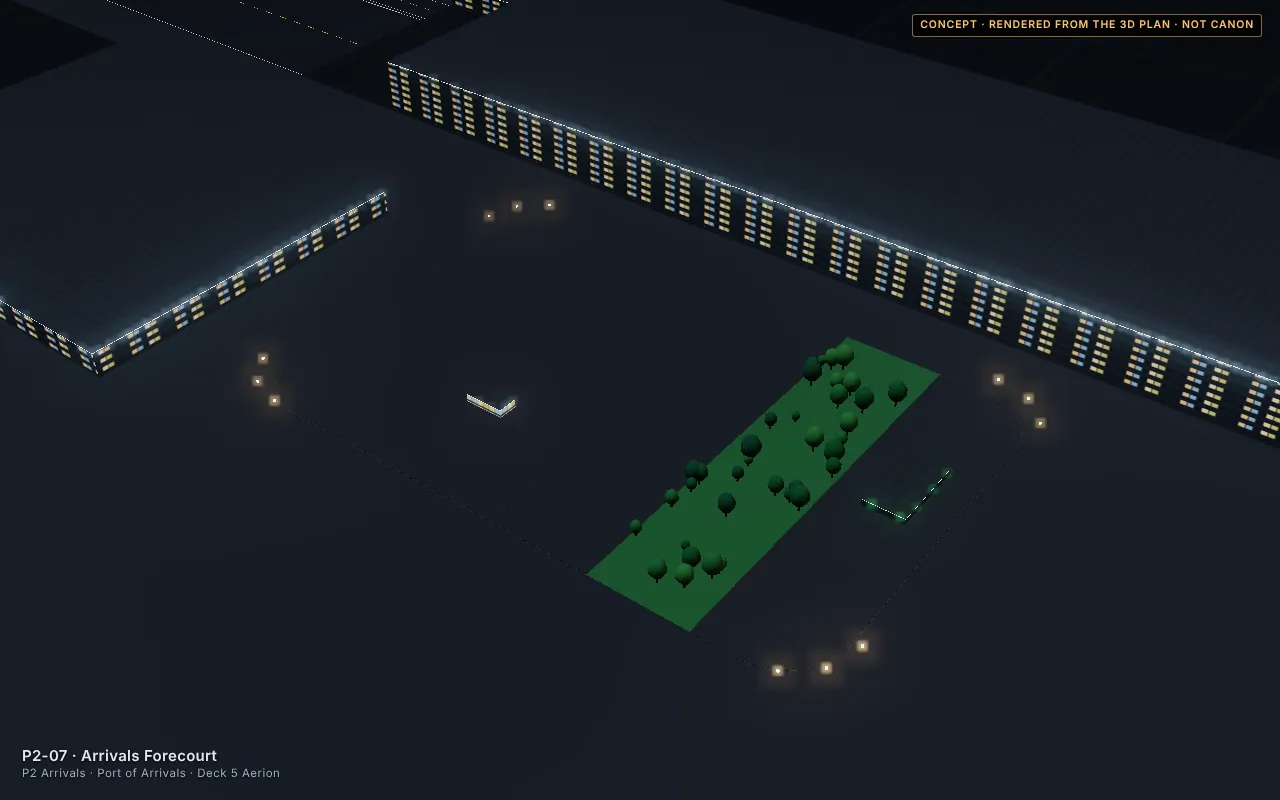 CONCEPT · RENDERED FROM THE 3D PLAN · NOT CANON
P2-07 · Arrivals Forecourt
P2 Arrivals · Port of Arrivals · Deck 5 Aerion